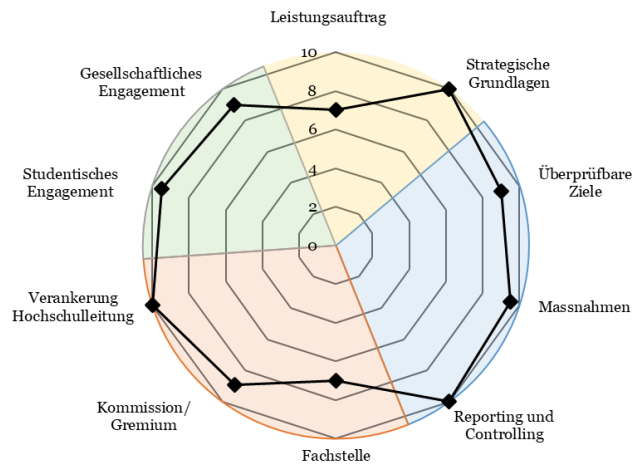 Leistungsauftrag
Strategische
Grundlagen
Überprüfbare
Ziele
Massnahmen
Reporting und
Controlling
Fachstelle
Kommission/
Gremium
Verankerung
Hochschulleitung
Studentisches
Engagement
Gesellschaftliches
Engagement
10
8
6
4
2
0